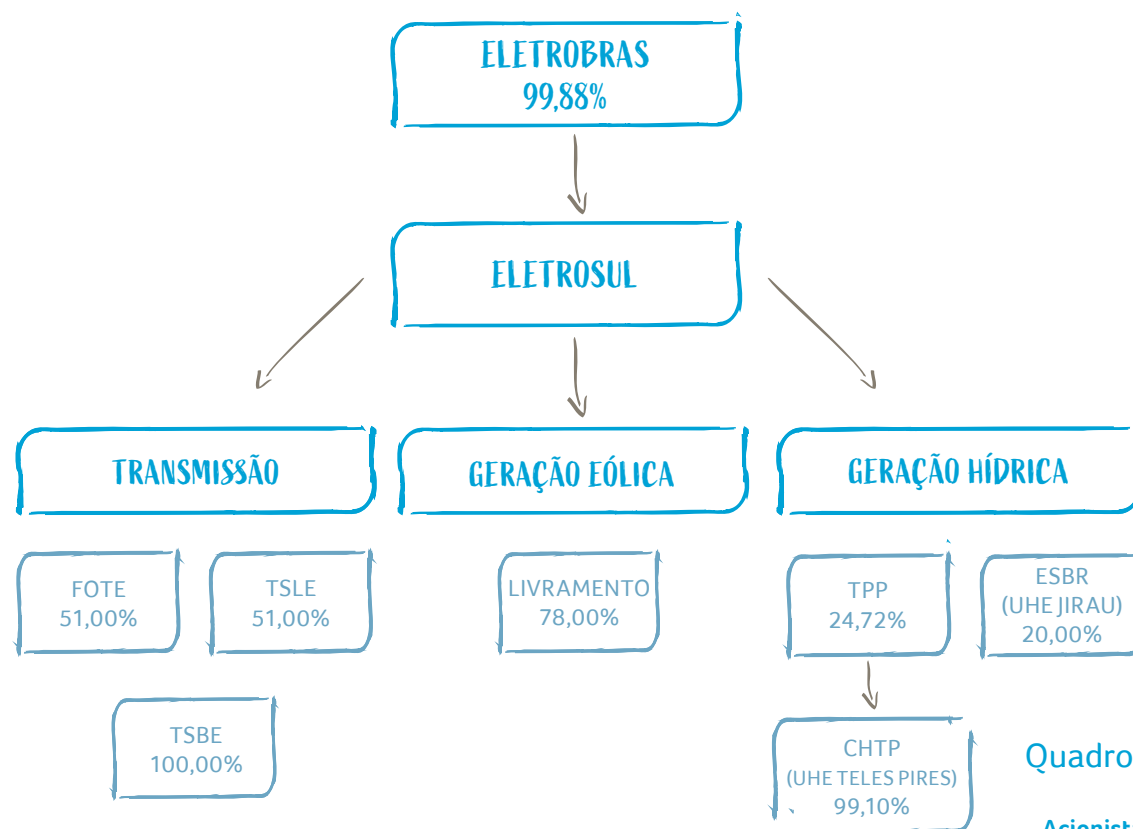 ELETROBRAS
99,88%
ELETROSUL
TRANSMISSÃO
GERAÇÃO EÓLICA
GERAÇÃO HÍDRICA
FOTE
51,00%
TSLE
51,00%
LIVRAMENTO
78,00%
TPP
24,72%
ESBR
(UHE JIRAU)
20,00%
TSBE
100,00%
CHTP
(UHE TELES PIRES)
99,10%
Quadro
Acionist